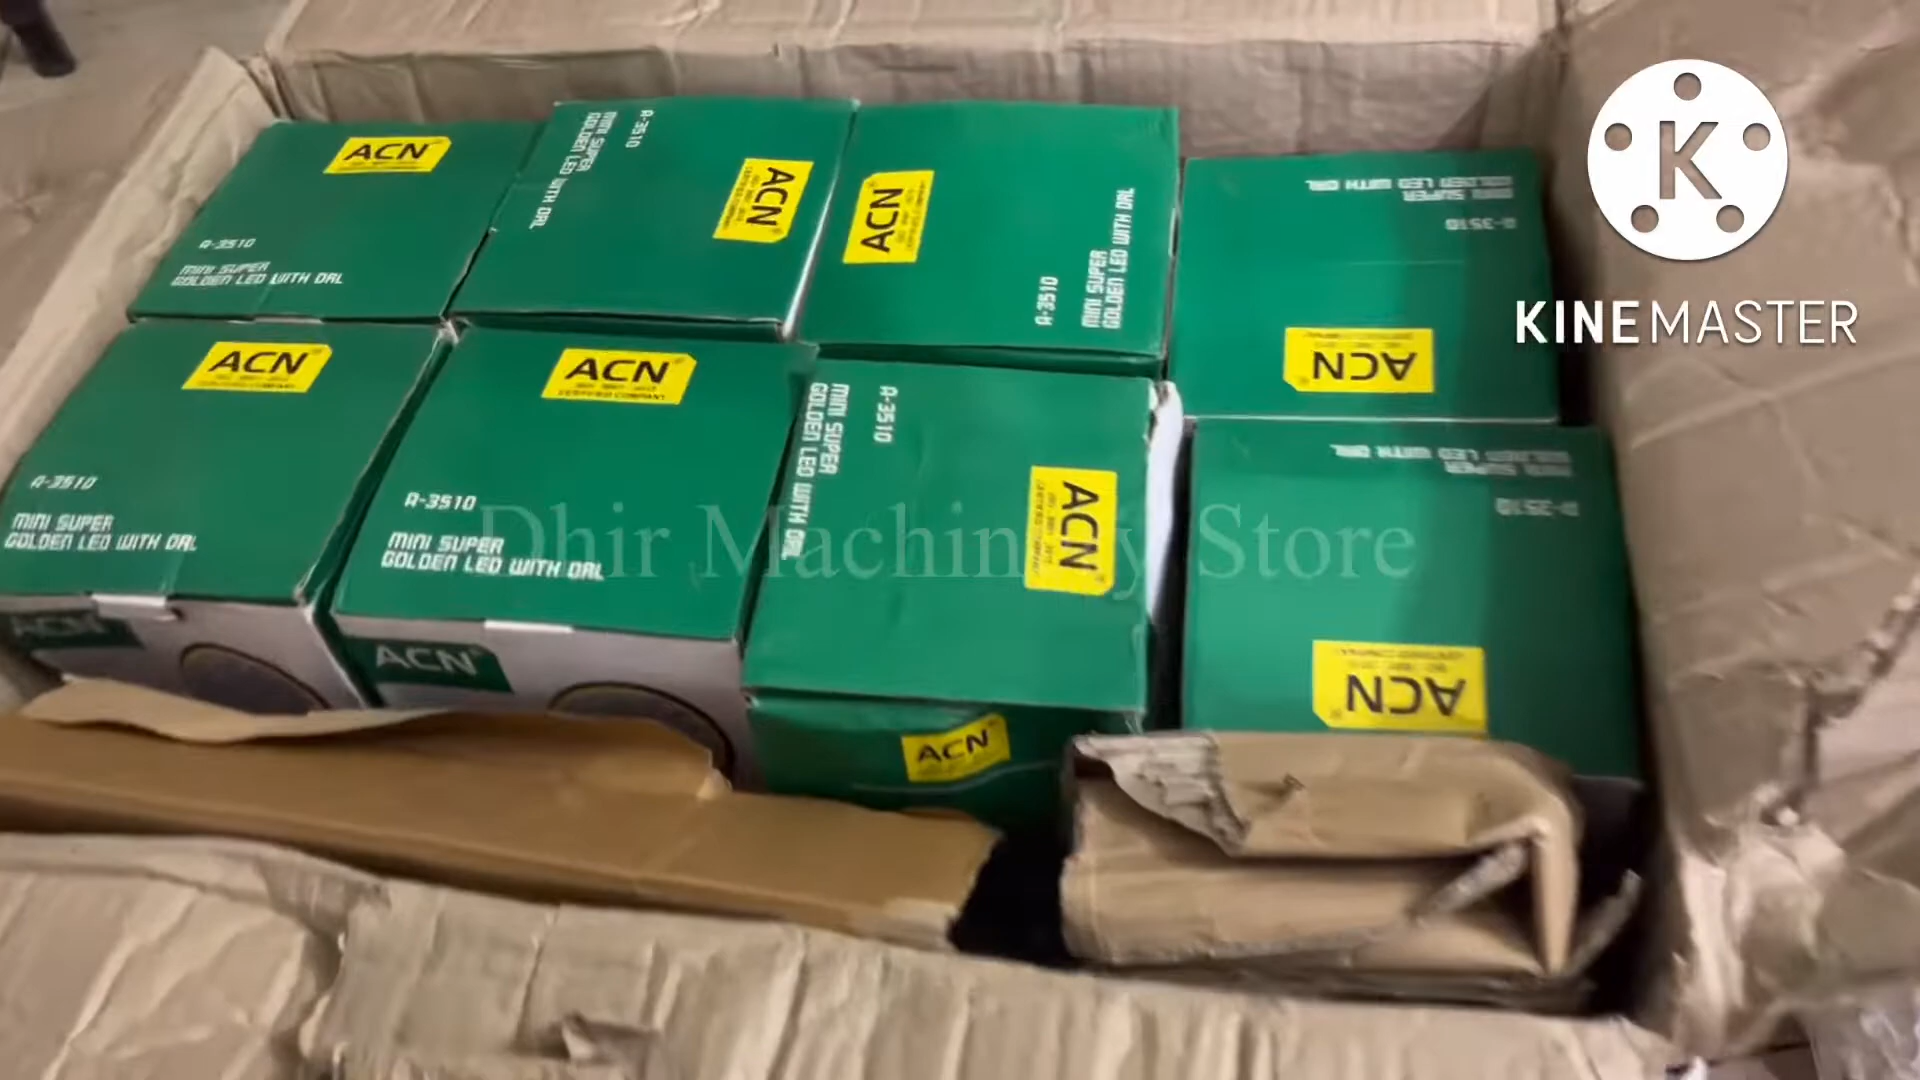 ACN
A-3510
MINI SUPER
GOLDEN LED WITH DRL
A-3510
MINI SUPER
GOLDEN LED WITH DRL
ACN
ACN
A-3510
MINI SUPER
GOLDEN LED WITH DRL
MINI SUPER
GOLDEN LED WITH DRL
A-3510
ACN
KINEMASTER
ACN
A-3510
MINI SUPER
GOLDEN LED WITH DRL
ACN
ACN
CERTIFIED COMPANY
A-3510
MINI SUPER
GOLDEN LED WITH DRL
ACN
A-3510
MINI SUPER
GOLDEN LED WITH DRL
ACN
ACN
MINI SUPER
GOLDEN LED WITH DRL
A-3510
ACN
Dhir Machinery Store